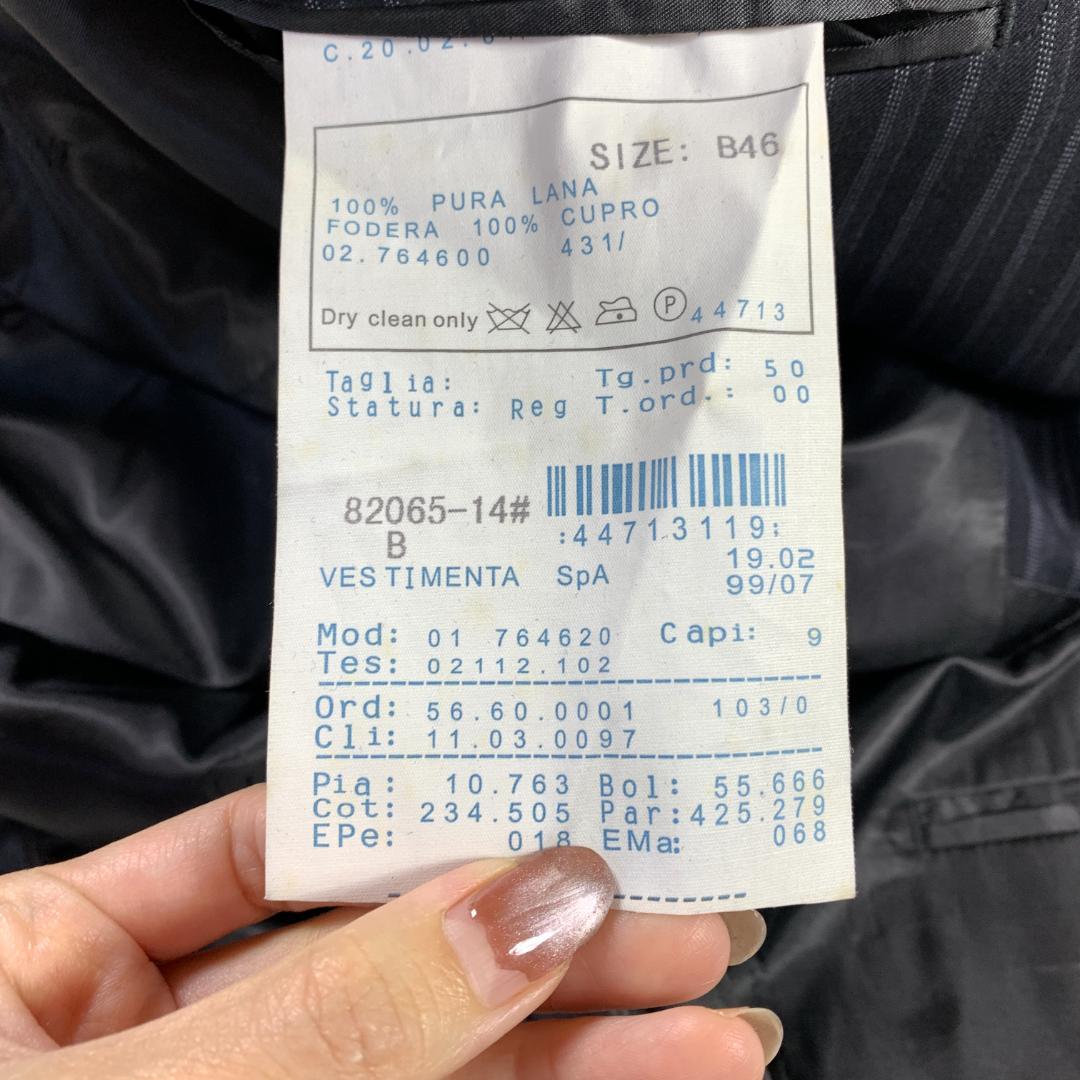 C.20.02.
SIZE: B46
100% PURA LANA
FODERA 100% CUPRO
02.764600 431/
Dry clean only P 44713
Taglia: Tg.prd: 50
Statura: Reg T.ord.: 00
82065-14#
B
:44713119:
19.02
VESTIMENTA SpA 99/07
Mod: 01 764620 Capi: 9
Tes: 02112.102
Ord: 56.60.0001 103/0
Cli: 11.03.0097
Pia: 10.763 Bol: 55.666
Cot: 234.505 Par: 425.279
EPe: 018 EMa: 068